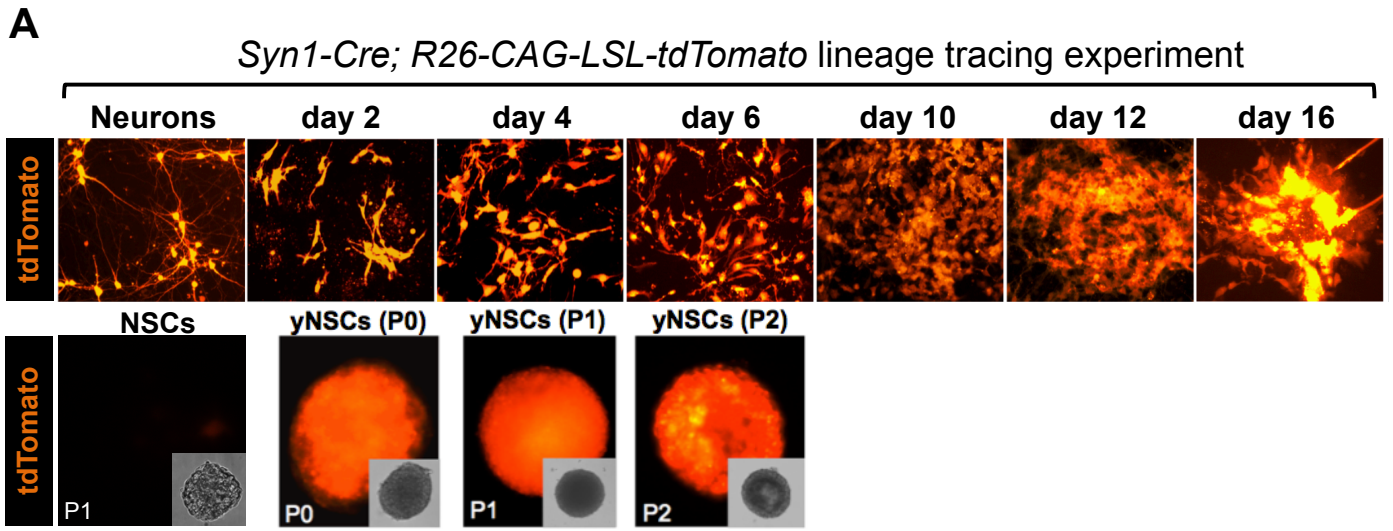 A
Syn1-Cre; R26-CAG-LSL-tdTomato lineage tracing experiment
Neurons day 2 day 4 day 6 day 10 day 12 day 16
tdTomato
NSCs yNSCs (P0) yNSCs (P1) yNSCs (P2)
tdTomato
P1 P0 P1 P2